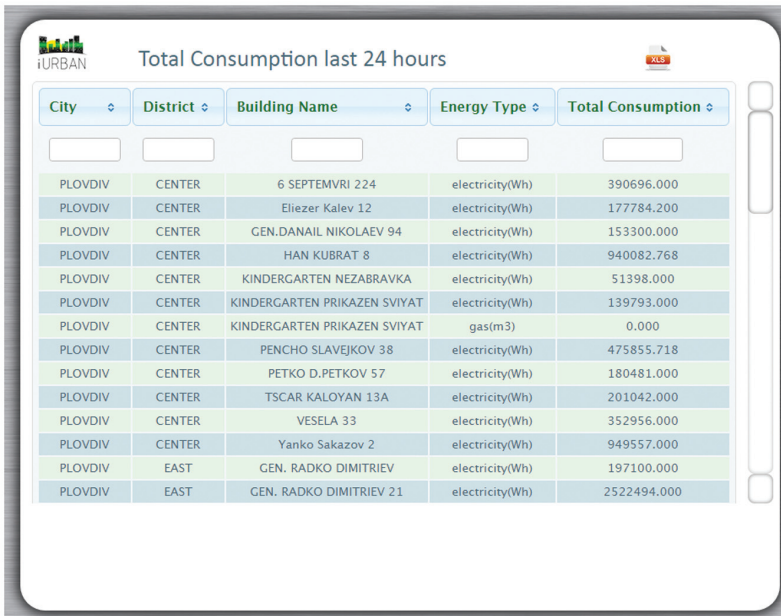 iURBAN
Total Consumption last 24 hours
XLS
City District Building Name Energy Type Total Consumption
PLOVDIV CENTER 6 SEPTEMVRI 224 electricity(Wh) 390696.000
PLOVDIV CENTER Eliezer Kalev 12 electricity(Wh) 177784.200
PLOVDIV CENTER GEN.DANAIL NIKOLAEV 94 electricity(Wh) 153300.000
PLOVDIV CENTER HAN KUBRAT 8 electricity(Wh) 940082.768
PLOVDIV CENTER KINDERGARTEN NEZABRAVKA electricity(Wh) 51398.000
PLOVDIV CENTER KINDERGARTEN PRIKAZEN SVIYAT electricity(Wh) 139793.000
PLOVDIV CENTER KINDERGARTEN PRIKAZEN SVIYAT gas(m3) 0.000
PLOVDIV CENTER PENCHO SLAVEJKOV 38 electricity(Wh) 475855.718
PLOVDIV CENTER PETKO D.PETKOV 57 electricity(Wh) 180481.000
PLOVDIV CENTER TSCAR KALOYAN 13A electricity(Wh) 201042.000
PLOVDIV CENTER VESELA 33 electricity(Wh) 352956.000
PLOVDIV CENTER Yanko Sakazov 2 electricity(Wh) 949557.000
PLOVDIV EAST GEN. RADKO DIMITRIEV electricity(Wh) 197100.000
PLOVDIV EAST GEN. RADKO DIMITRIEV 21 electricity(Wh) 2522494.000